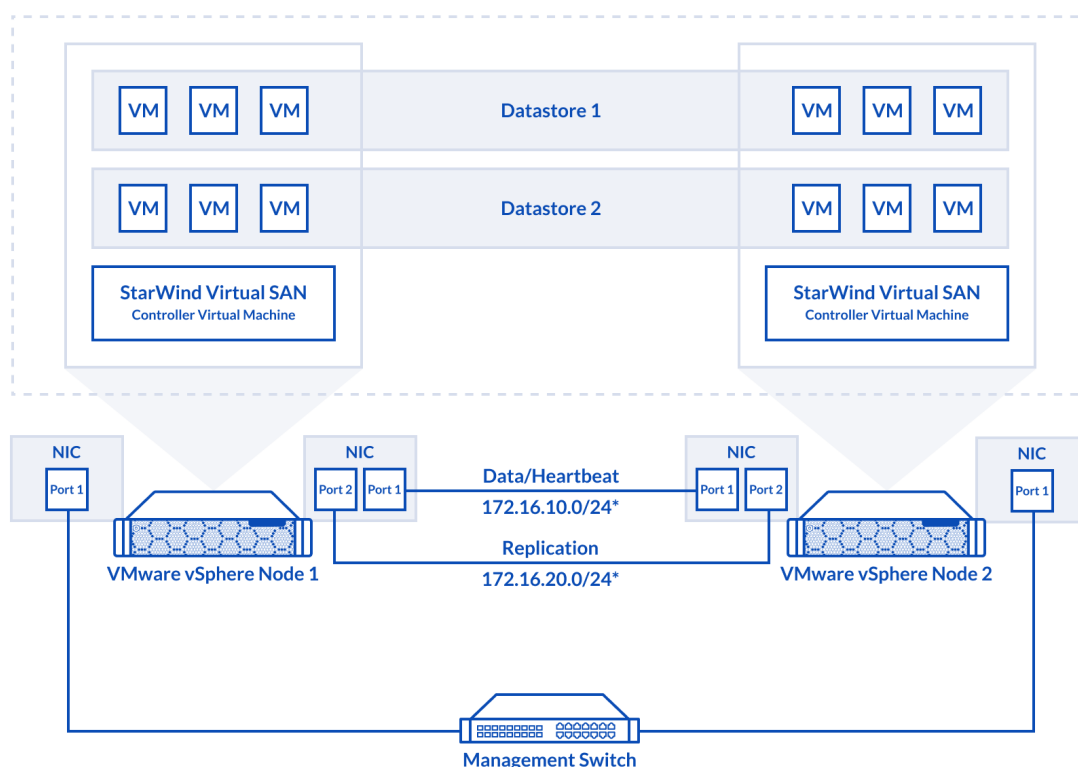 VM VM VM Datastore 1 VM VM VM
VM VM VM Datastore 2 VM VM VM
StarWind Virtual SAN
Controller Virtual Machine
StarWind Virtual SAN
Controller Virtual Machine
NIC
Port 1
NIC
Port 2 Port 1
Data/Heartbeat
172.16.10.0/24*
Replication
172.16.20.0/24*
NIC
Port 1 Port 2
NIC
Port 1
VMware vSphere Node 1
VMware vSphere Node 2
Management Switch